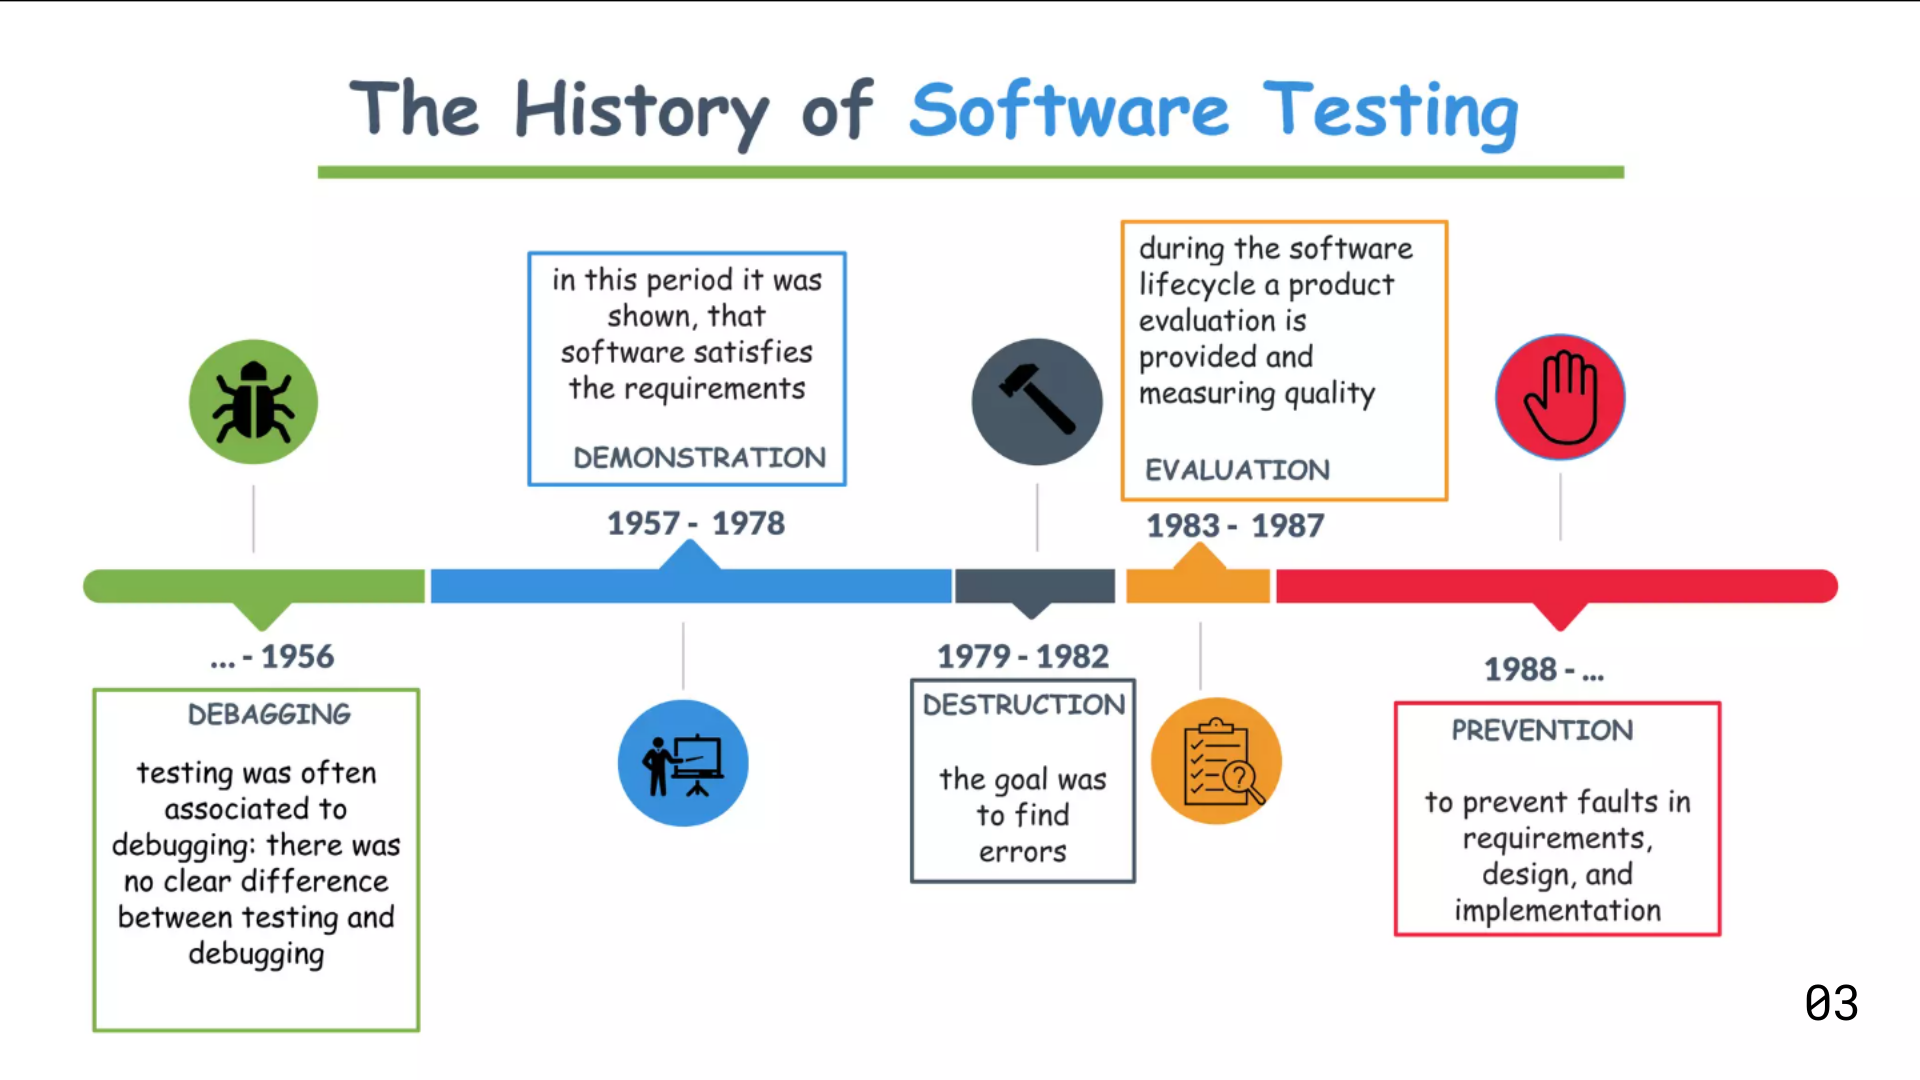 The History of Software Testing
in this period it was
shown, that
software satisfies
the requirements
DEMONSTRATION
1957 - 1978
during the software
lifecycle a product
evaluation is
provided and
measuring quality
EVALUATION
1983 - 1987
... - 1956
DEBAGGING
testing was often
associated to
debugging: there was
no clear difference
between testing and
debugging
1979 - 1982
DESTRUCTION
the goal was
to find
errors
?
1988 - ...
PREVENTION
to prevent faults in
requirements,
design, and
implementation
03